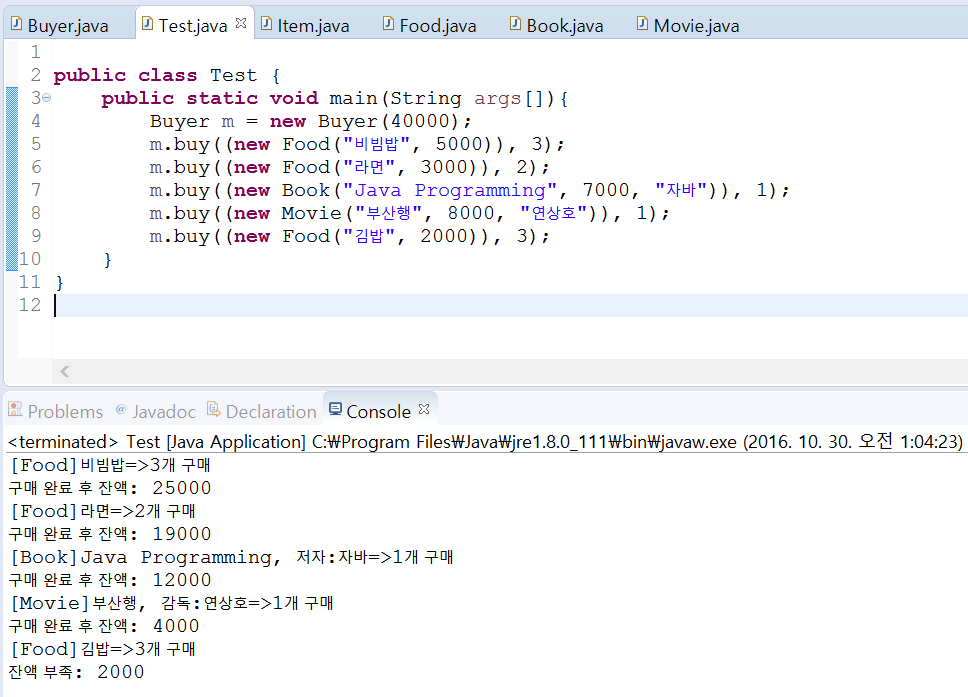 Buyer.java Test.java Item.java Food.java Book.java Movie.java
1
2 public class Test {
3 public static void main(String args[]){
4 Buyer m = new Buyer(40000);
5 m.buy((new Food("비빔밥", 5000)), 3);
6 m.buy((new Food("라면", 3000)), 2);
7 m.buy((new Book("Java Programming", 7000, "자바")), 1);
8 m.buy((new Movie("부산행", 8000, "연상호")), 1);
9 m.buy((new Food("김밥", 2000)), 3);
10 }
11 }
12
Problems @ Javadoc Declaration Console
<terminated> Test [Java Application] C:₩Program Files₩Java₩jre1.8.0_111₩bin₩javaw.exe (2016. 10. 30. 오전 1:04:23)
[Food]비빔밥=>3개 구매
구매 완료 후 잔액: 25000
[Food]라면=>2개 구매
구매 완료 후 잔액: 19000
[Book]Java Programming, 저자:자바=>1개 구매
구매 완료 후 잔액: 12000
[Movie]부산행, 감독:연상호=>1개 구매
구매 완료 후 잔액: 4000
[Food]김밥=>3개 구매
잔액 부족: 2000